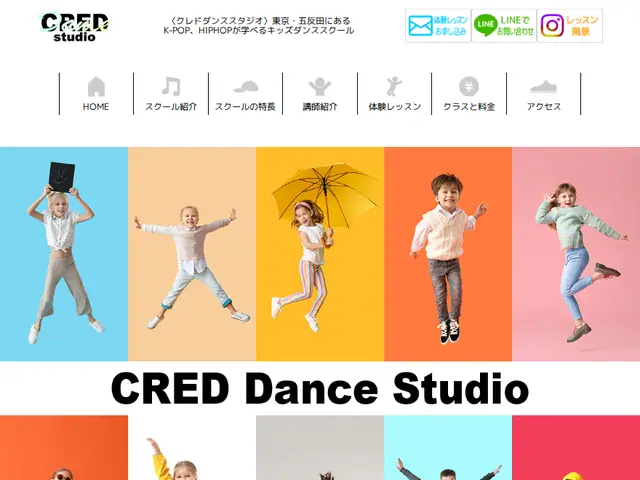 CRED
studio
〈クレドダンススタジオ〉東京・五反田にある
K-POP、HIPHOPが学べるキッズダンススクール
体験レッスン
お申し込み
LINEで
お問い合わせ
レッスン
風景
HOME
スクール紹介
スクールの特長
講師紹介
体験レッスン
クラスと料金
アクセス
CRED Dance Studio